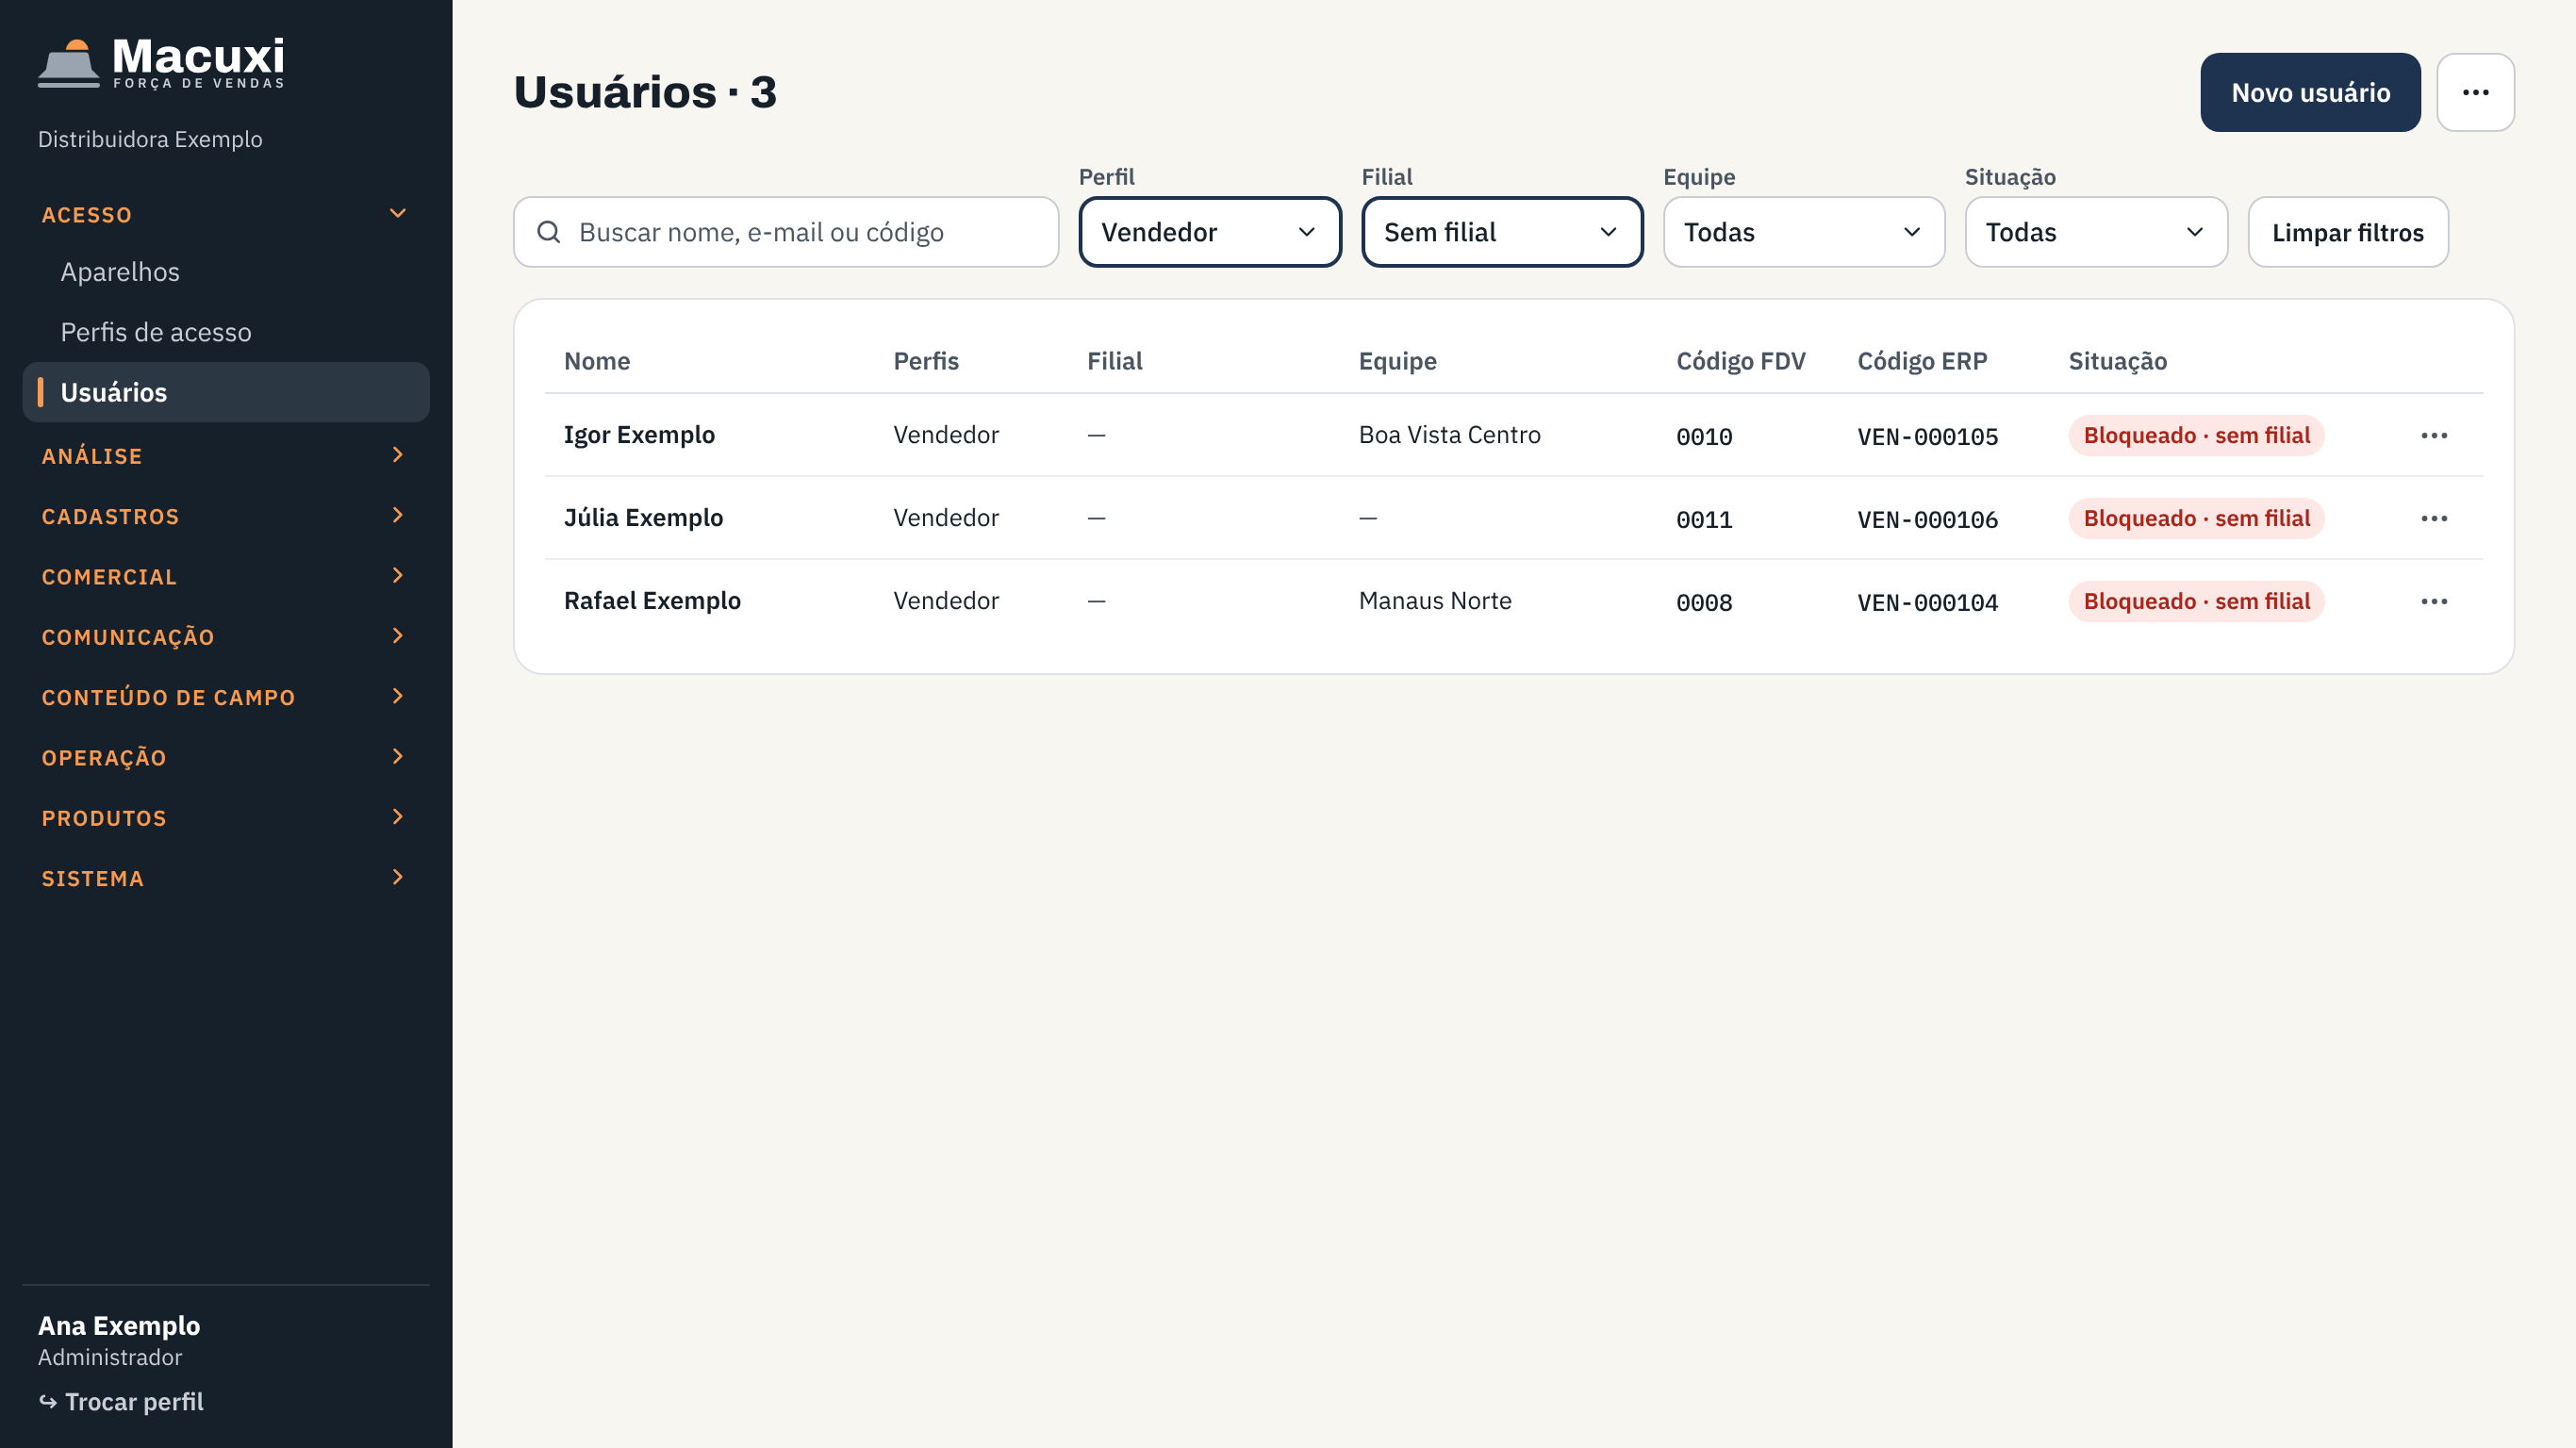 Macuxi
FORÇA DE VENDAS
Distribuidora Exemplo
ACESSO
Aparelhos
Perfis de acesso
Usuários
ANÁLISE
CADASTROS
COMERCIAL
COMUNICAÇÃO
CONTEÚDO DE CAMPO
OPERAÇÃO
PRODUTOS
SISTEMA
Ana Exemplo
Administrador
↪ Trocar perfil
Usuários · 3
Novo usuário
Perfil Filial Equipe Situação
Buscar nome, e-mail ou código Vendedor Sem filial Todas Todas Limpar filtros
Nome Perfis Filial Equipe Código FDV Código ERP Situação
Igor Exemplo Vendedor — Boa Vista Centro 0010 VEN-000105 Bloqueado · sem filial
Júlia Exemplo Vendedor — — 0011 VEN-000106 Bloqueado · sem filial
Rafael Exemplo Vendedor — Manaus Norte 0008 VEN-000104 Bloqueado · sem filial